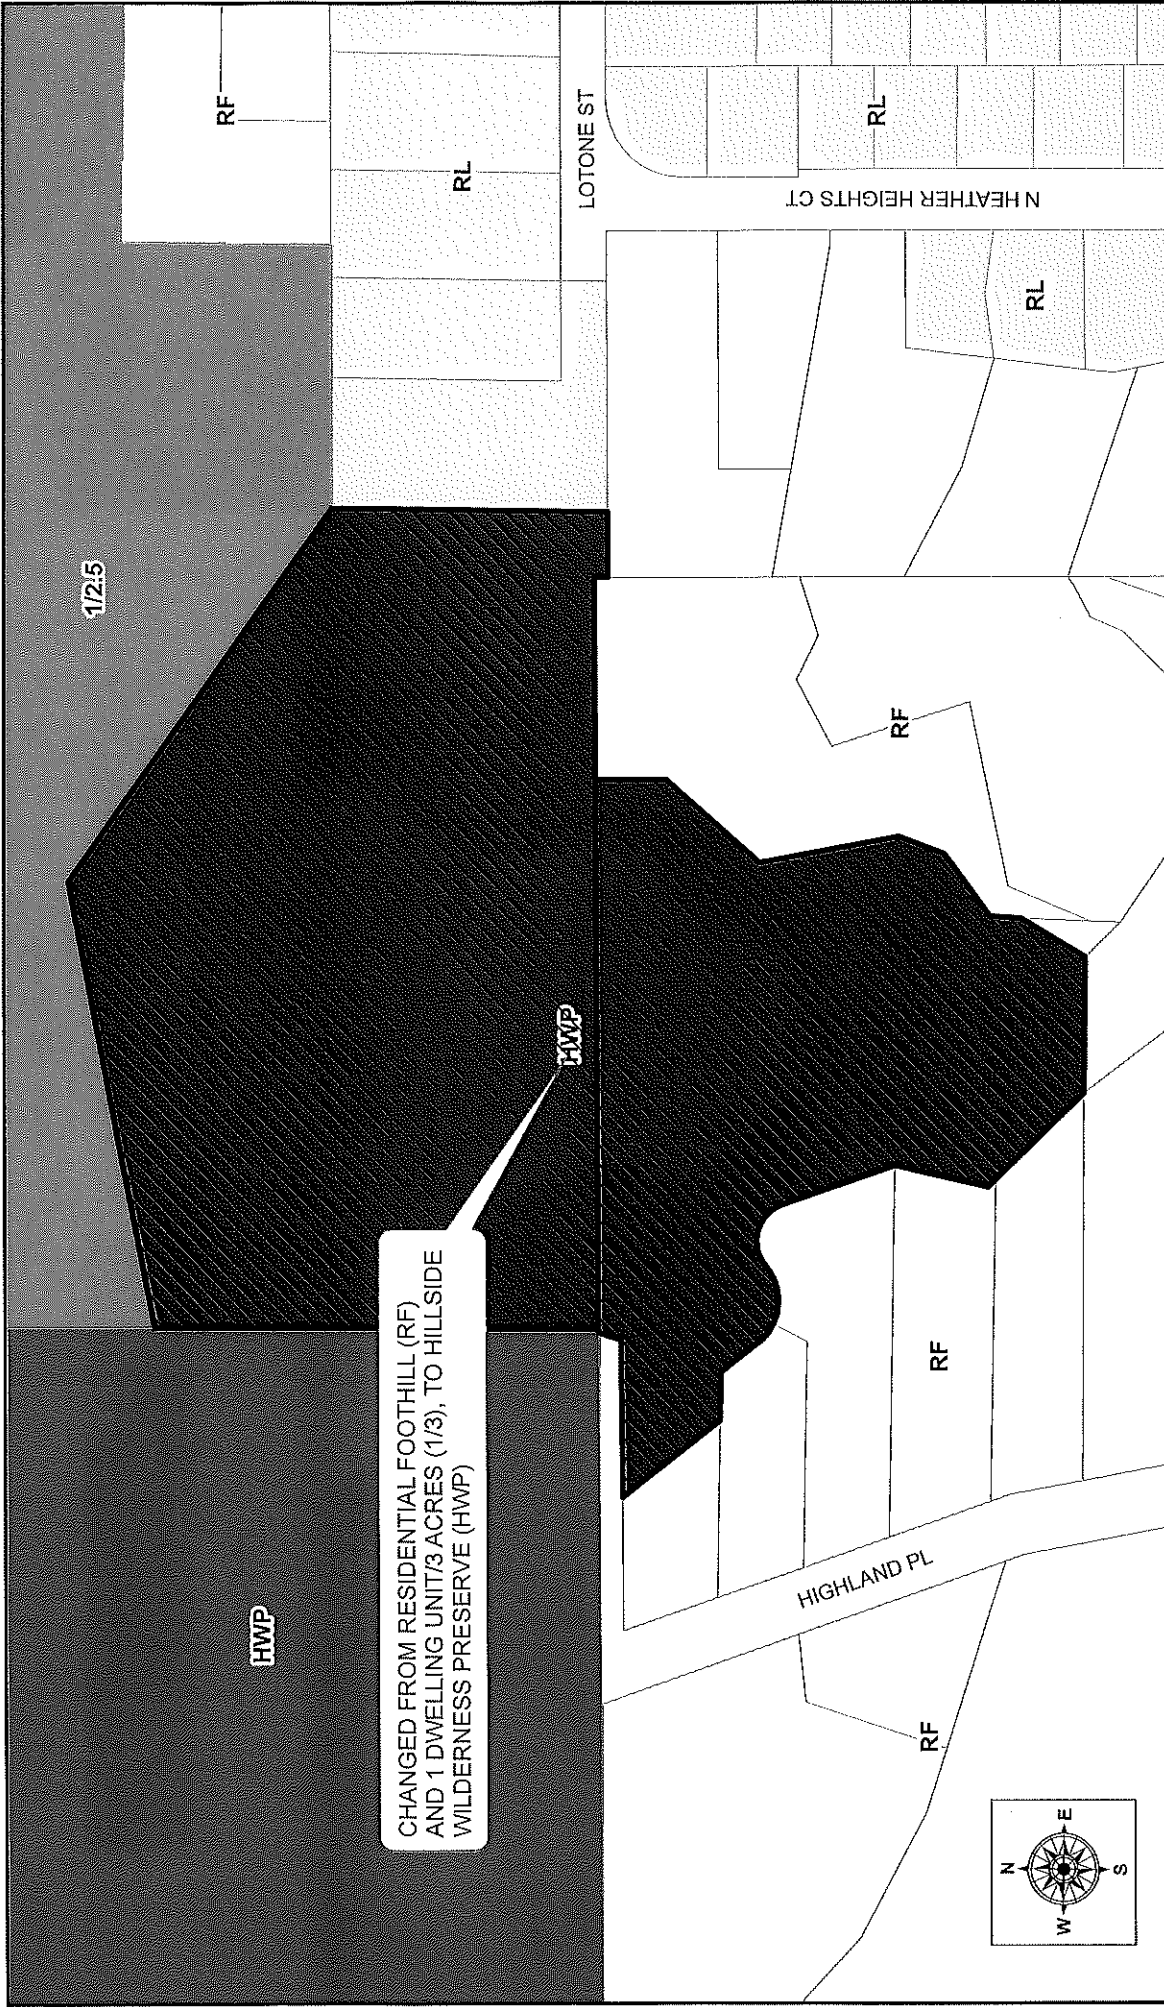 1/2.5
RF
RL
LOTONE ST
RL
N HEATHER HEIGHTS CT
RL
HWP
HWP
CHANGED FROM RESIDENTIAL FOOTHILL (RF)
AND 1 DWELLING UNIT/3 ACRES (1/3), TO HILLSIDE
WILDERNESS PRESERVE (HWP)
RF
RF
HIGHLAND PL
RF
N
W
E
S